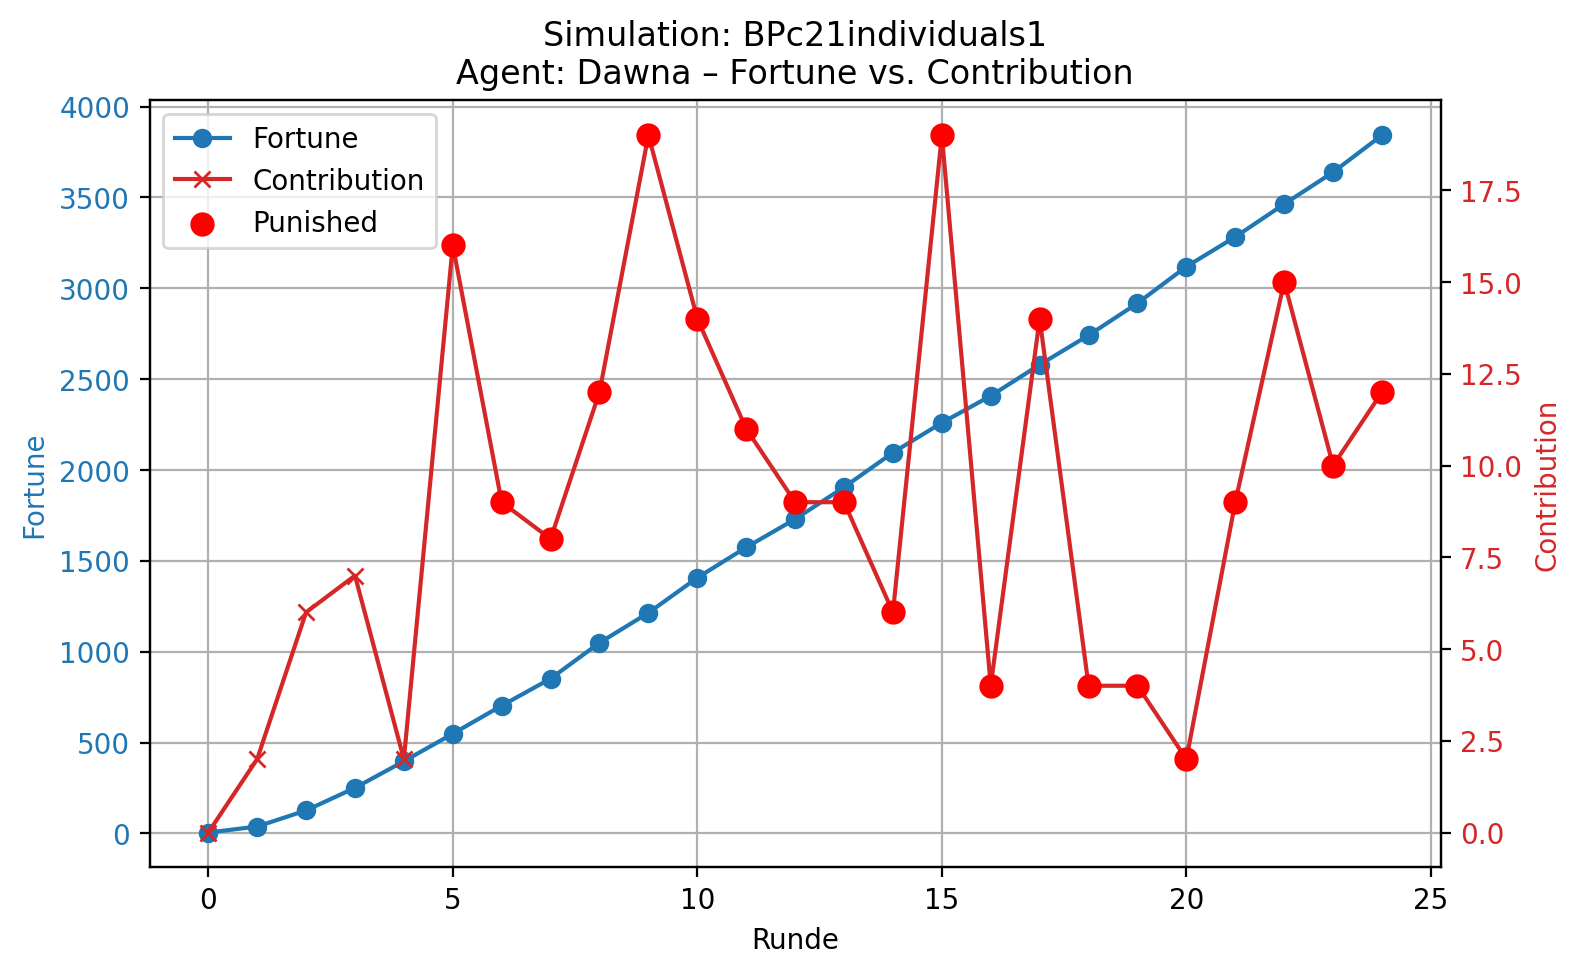 Simulation: BPc21individuals1
Agent: Dawna – Fortune vs. Contribution
Fortune
Contribution
Punished
4000
3500
3000
2500
2000
1500
1000
500
0
Fortune
17.5
15.0
12.5
10.0
7.5
5.0
2.5
0.0
Contribution
0 5 10 15 20 25
Runde